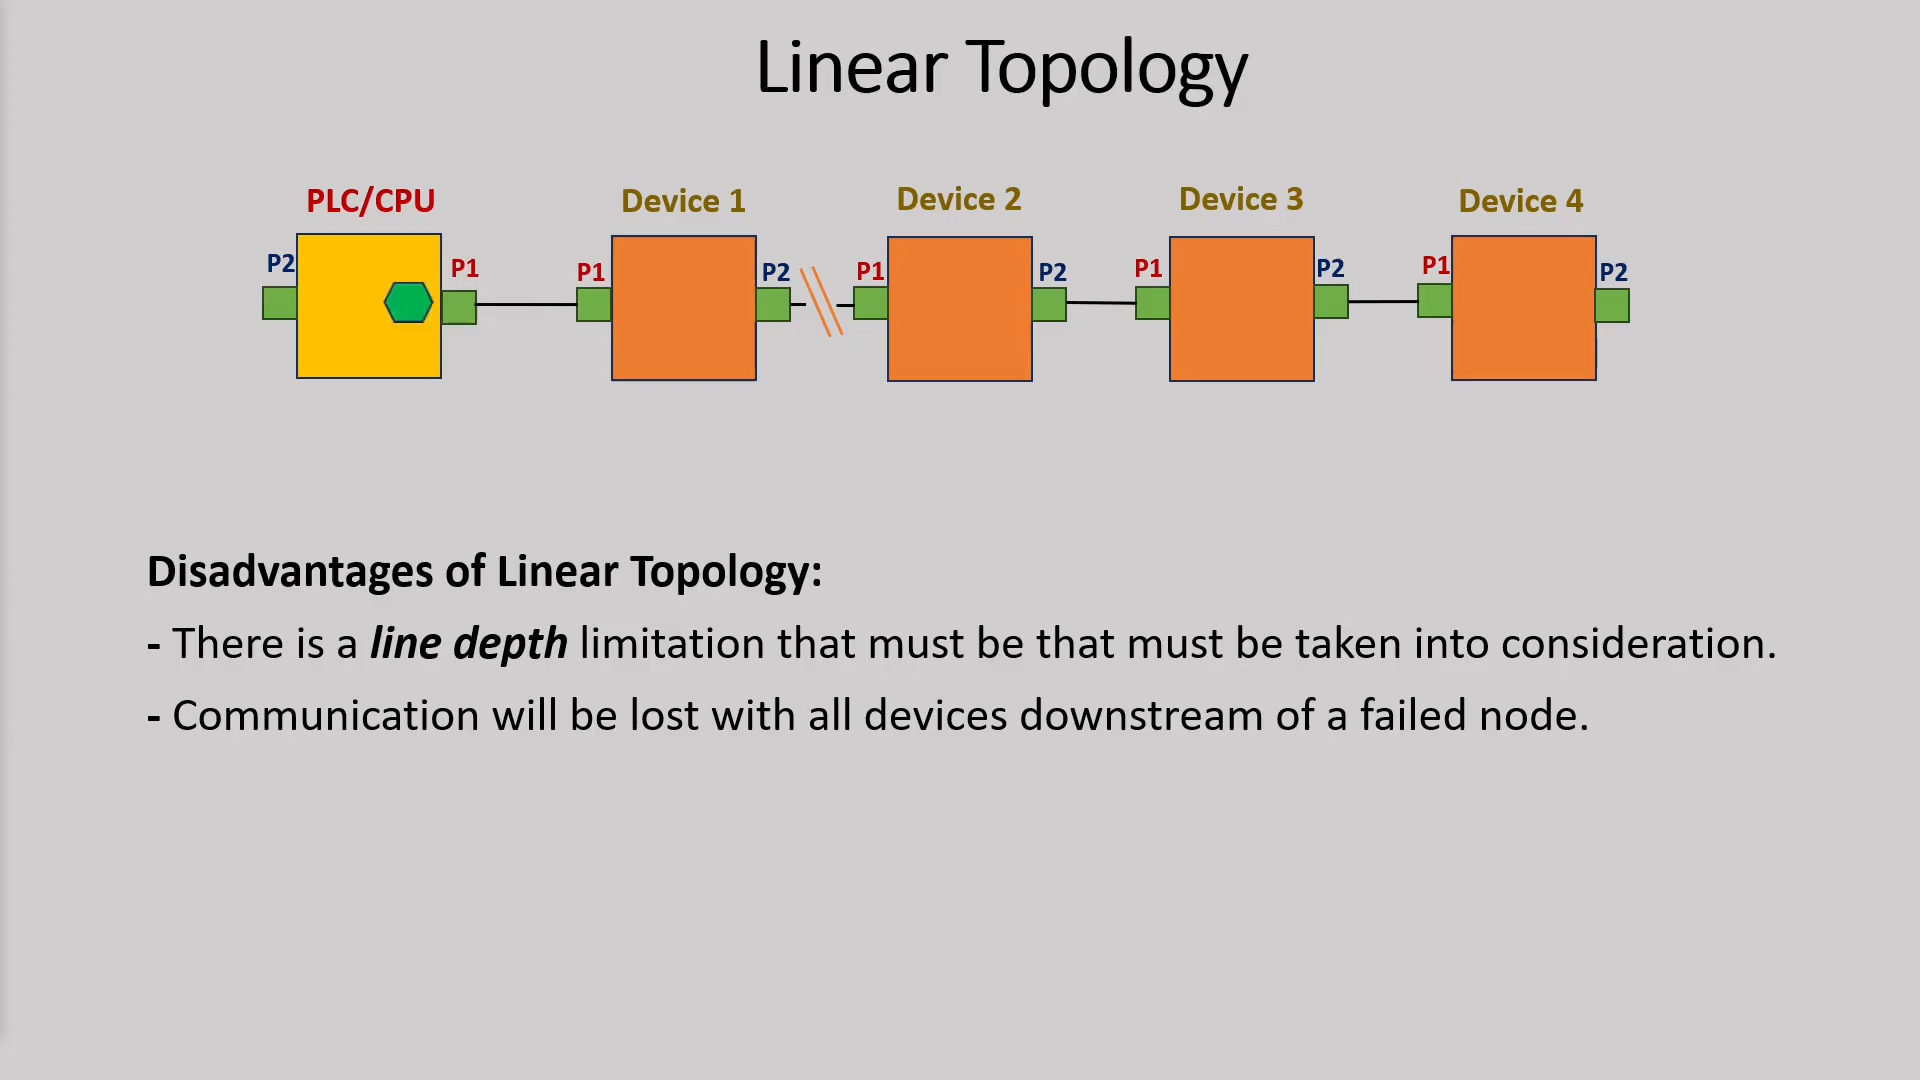 Linear Topology
PLC/CPU Device 1 Device 2 Device 3 Device 4
P2 P1 P1 P2 P1 P2 P1 P2 P1 P2
Disadvantages of Linear Topology:
- There is a line depth limitation that must be that must be taken into consideration.
- Communication will be lost with all devices downstream of a failed node.